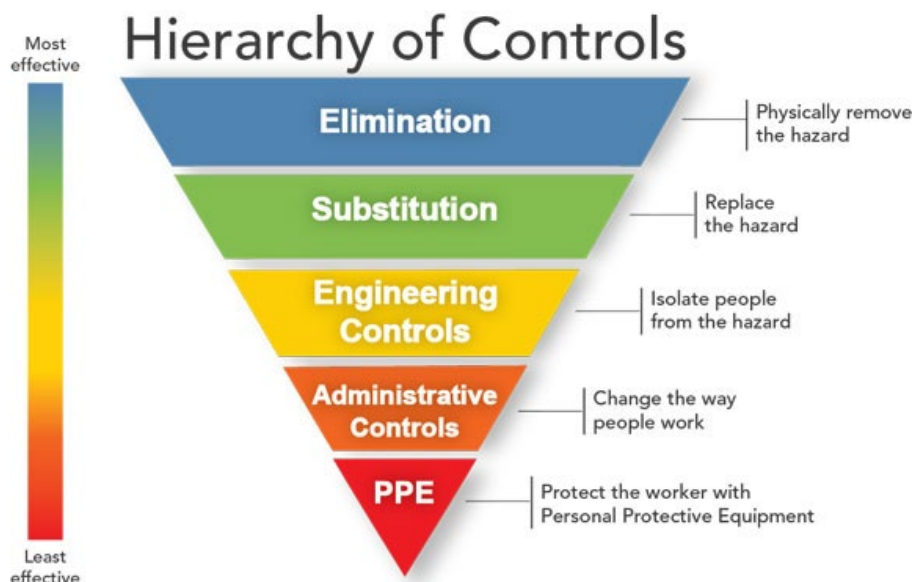 Hierarchy of Controls
Most
effective
Elimination
Physically remove
the hazard
Substitution
Replace
the hazard
Engineering
Controls
Isolate people
from the hazard
Administrative
Controls
Change the way
people work
PPE
Protect the worker with
Personal Protective Equipment
Least
effective